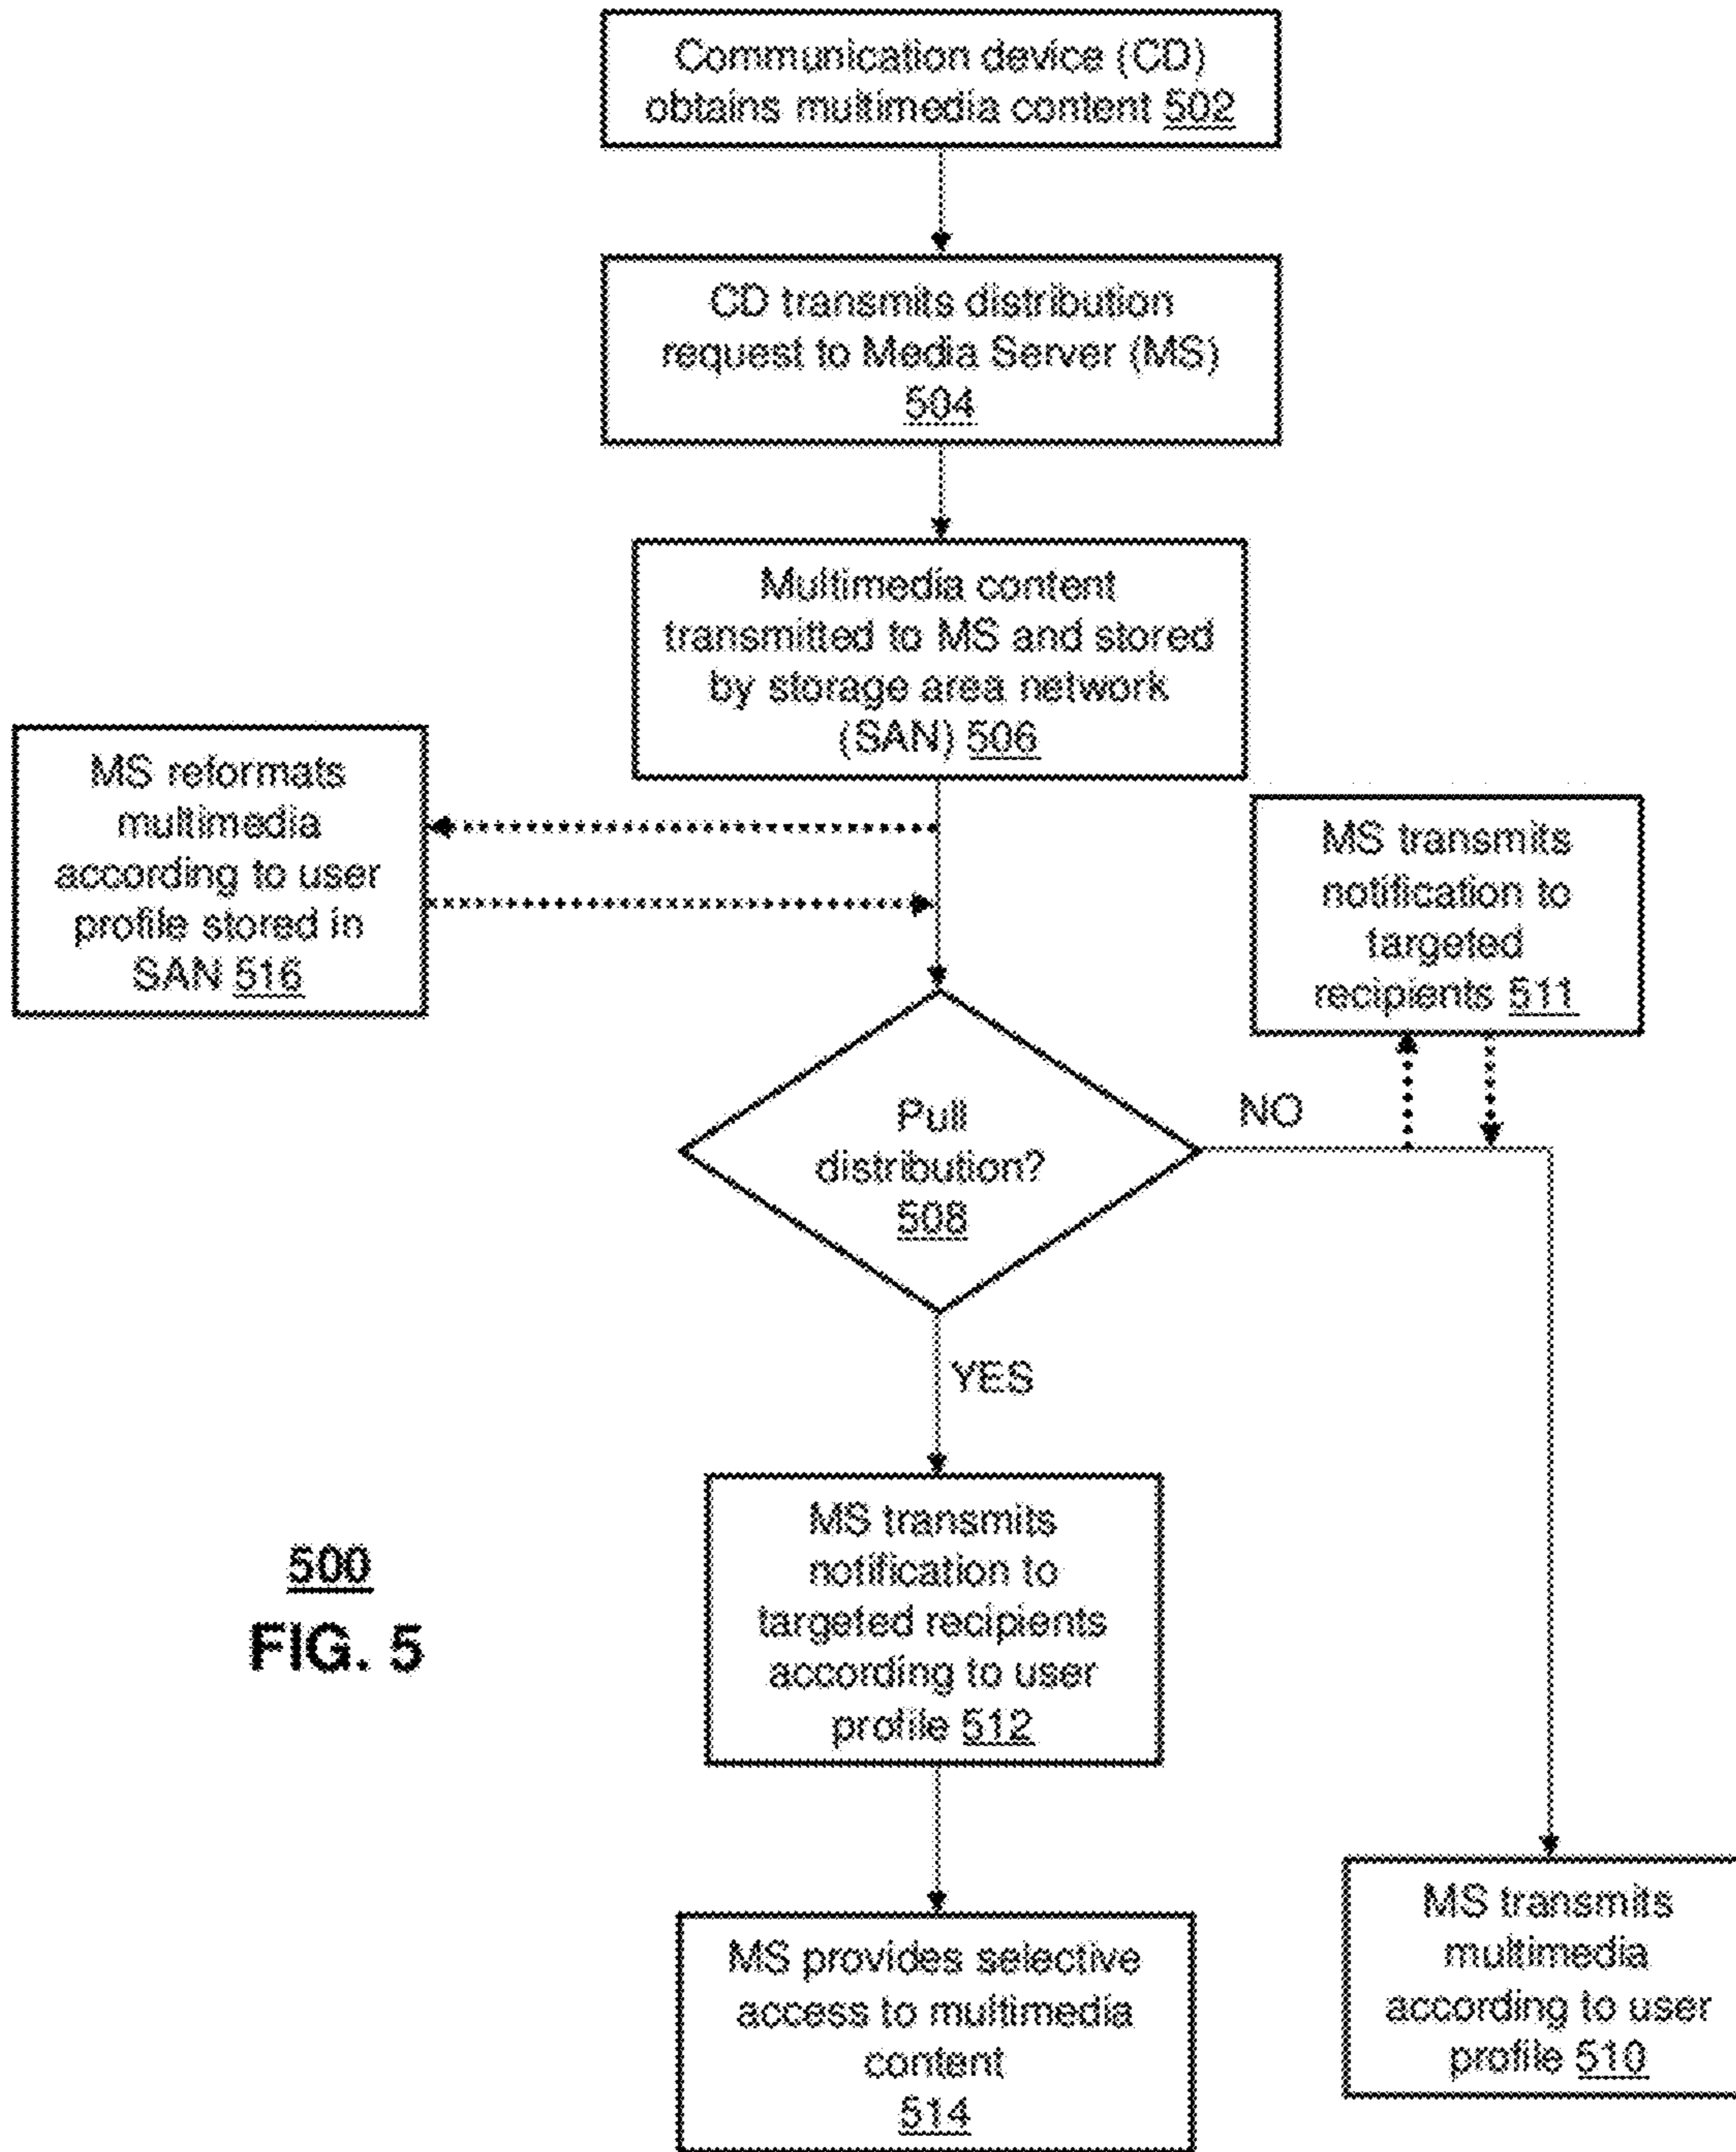 Communication device (CD)
obtains multimedia content 502
CD transmits distribution
request to Media Server (MS)
504
Multimedia content
transmitted to MS and stored
by storage area network
(SAN) 506
MS reformats
multimedia
according to user
profile stored in
SAN 516
MS transmits
notification to
targeted
recipients 511
Pull
distribution?
508
NO
YES
MS transmits
notification to
targeted recipients
according to user
profile 512
500
FIG. 5
MS provides selective
access to multimedia
content
514
MS transmits
multimedia
according to user
profile 510